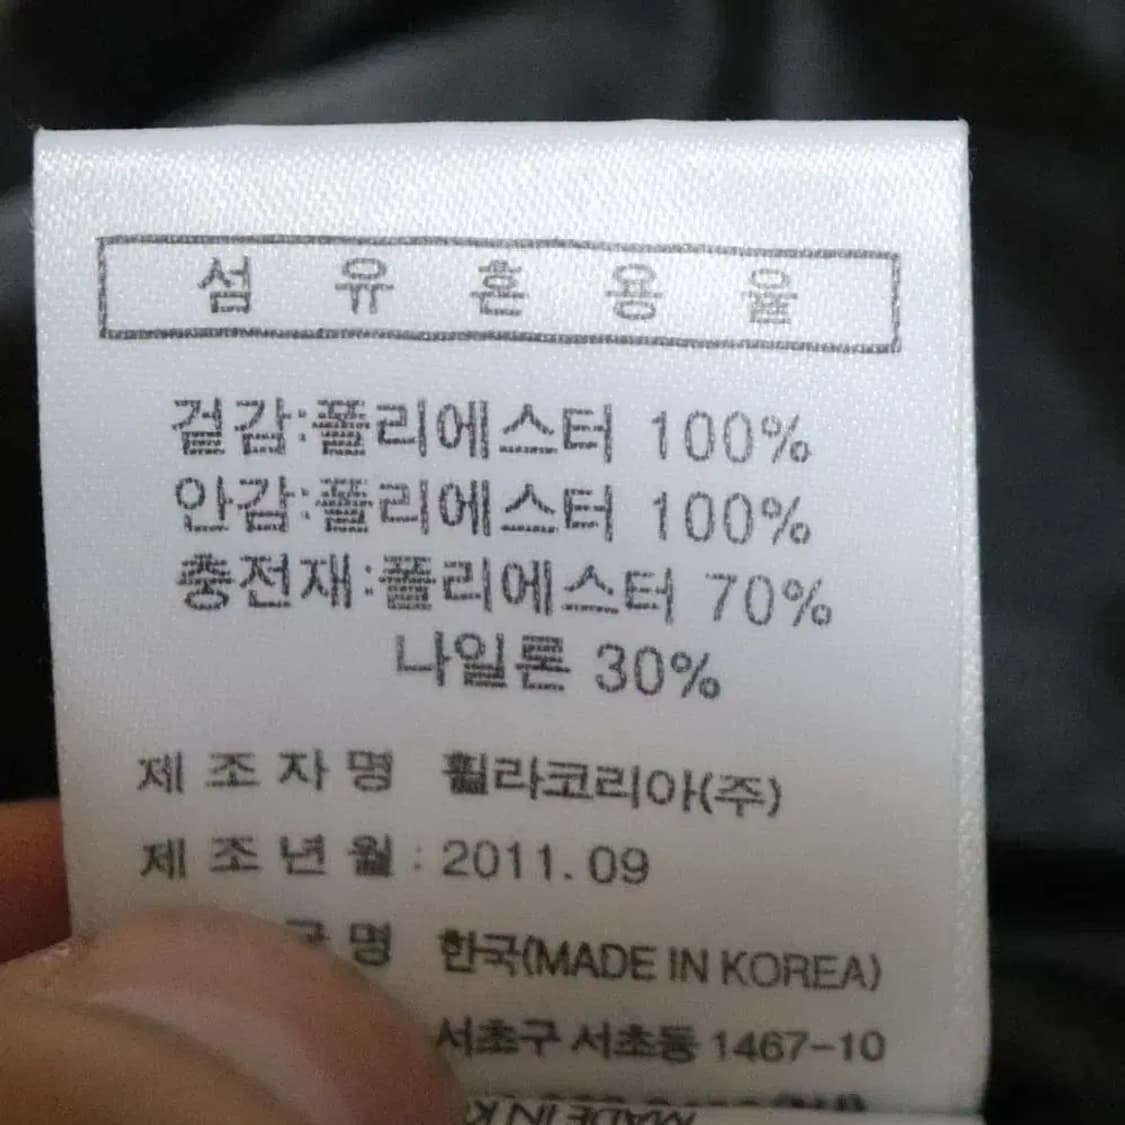 섬 유 혼 용 율
겉감:폴리에스터 100%
안감:폴리에스터 100%
충전재:폴리에스터 70%
나일론 30%
제 조 자 명 휠라코리아(주)
제 조 년 월 : 2011. 09
명 한국(MADE IN KOREA)
서초구 서초동 1467-10
MADE IN K